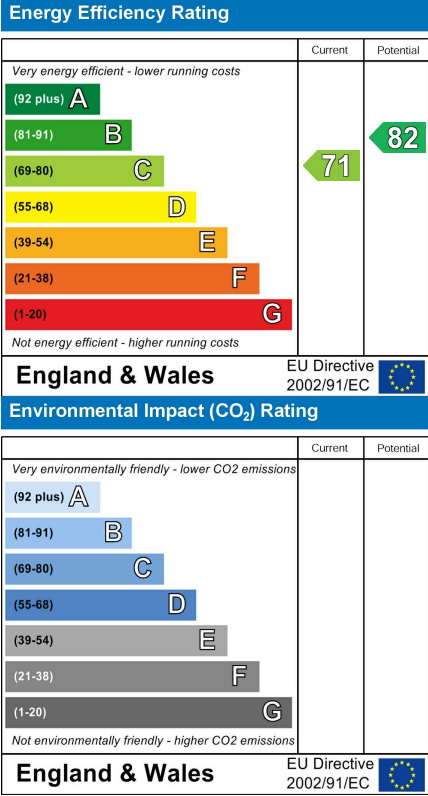 Energy Efficiency Rating
Current Potential
Very energy efficient - lower running costs
(92 plus) A
(81-91) B
82
(69-80) C
71
(55-68) D
(39-54) E
(21-38) F
(1-20) G
Not energy efficient - higher running costs
England & Wales
EU Directive
2002/91/EC
Environmental Impact (CO₂) Rating
Current Potential
Very environmentally friendly - lower CO2 emissions
(92 plus) A
(81-91) B
(69-80) C
(55-68) D
(39-54) E
(21-38) F
(1-20) G
Not environmentally friendly - higher CO2 emissions
England & Wales
EU Directive
2002/91/EC